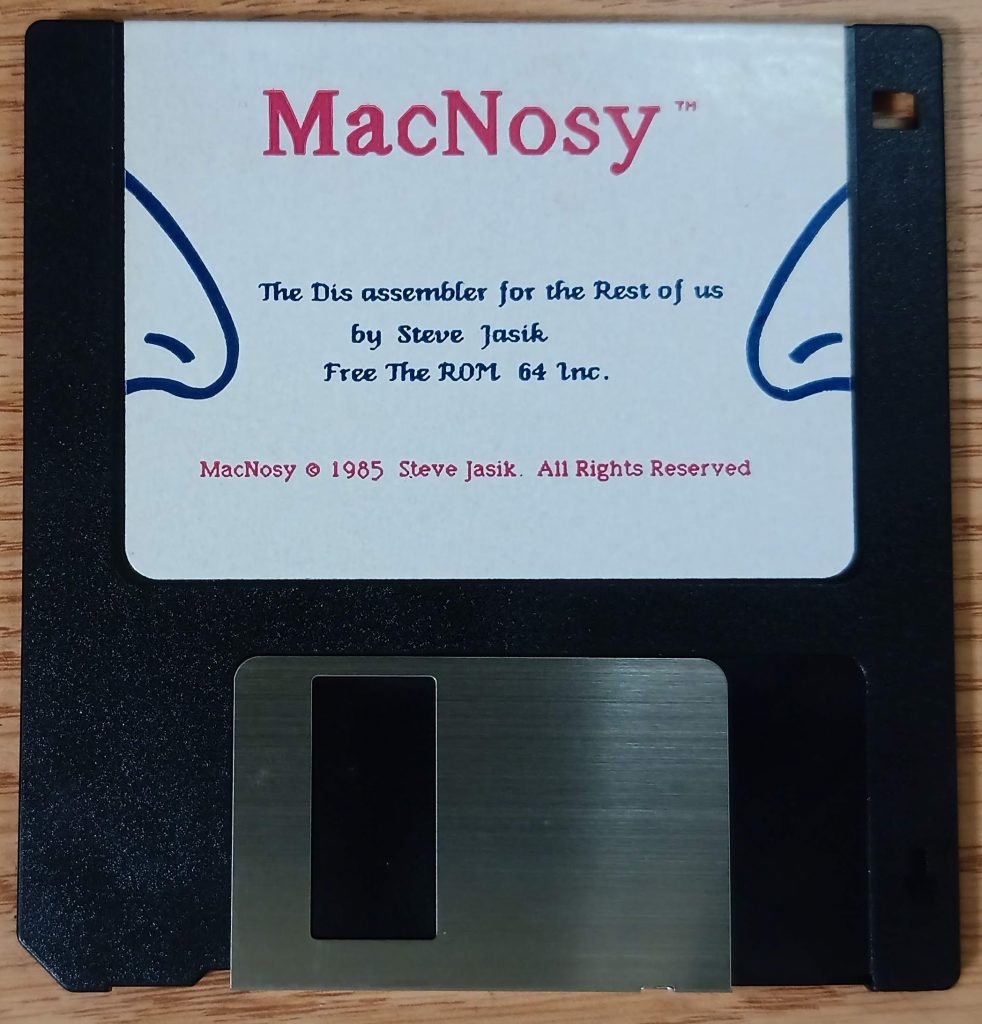 MacNosy™
The Dis assembler for the Rest of us
by Steve Jasik
Free The ROM 64 Inc.
MacNosy © 1985 Steve Jasik. All Rights Reserved